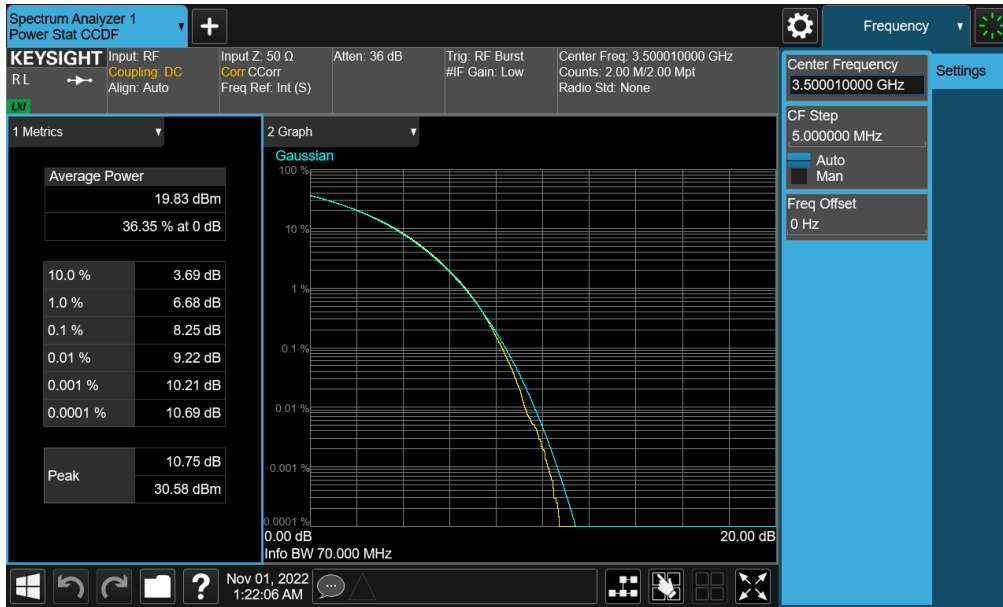 Spectrum Analyzer 1
Power Stat CCDF
Frequency
KEYSIGHT
R L
LXI
Input: RF
Coupling: DC
Align: Auto
Input Z: 50 Ω
Corr CCorr
Freq Ref: Int (S)
Atten: 36 dB
Trig: RF Burst
#IF Gain: Low
Center Freq: 3.500010000 GHz
Counts: 2.00 M/2.00 Mpt
Radio Std: None
Center Frequency
3.500010000 GHz
Settings
CF Step
5.000000 MHz
Auto
Man
Freq Offset
0 Hz
1 Metrics
Average Power
19.83 dBm
36.35 % at 0 dB
10.0 % 3.69 dB
1.0 % 6.68 dB
0.1 % 8.25 dB
0.01 % 9.22 dB
0.001 % 10.21 dB
0.0001 % 10.69 dB
Peak
10.75 dB
30.58 dBm
2 Graph
Gaussian
100 %
10 %
1 %
0.1 %
0.01 %
0.001 %
0.0001 %
0.00 dB 20.00 dB
Info BW 70.000 MHz
?
Nov 01, 2022
1:22:06 AM